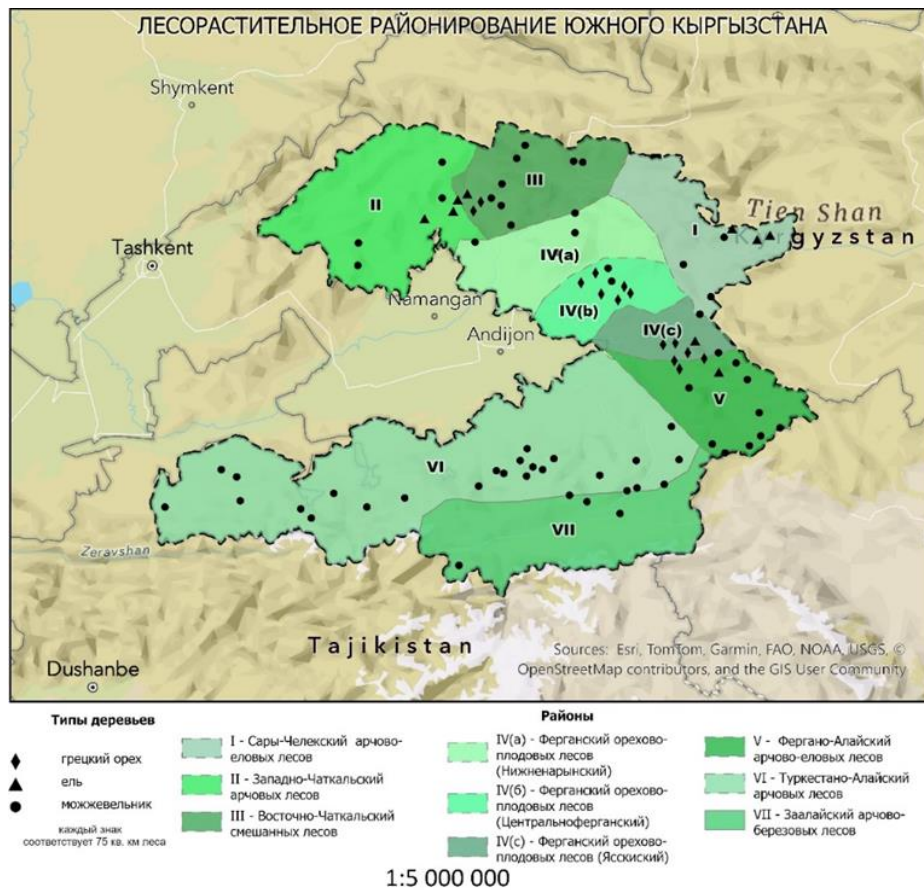 ЛЕСОРАСТИТЕЛЬНОЕ РАЙОНИРОВАНИЕ ЮЖНОГО КЫРГЫЗСТАНА
Shymkent
III
II
I
Tien Shan
Kyrgyzstan
Tashkent
IV(a)
Namangan
IV(b)
Andijon
IV(c)
V
VI
VII
Zeravshan
Tajikistan
Sources: Esri, TomTom, Garmin, FAO, NOAA, USGS, ©
OpenStreetMap contributors, and the GIS User Community
Dushanbe
Типы деревьев
грецкий орех
ель
можжевельник
каждый знак
соответствует 75 кв. км леса
Районы
I - Сары-Челекский арчово-
еловых лесов
II - Западно-Чаткальский
арчовых лесов
III - Восточно-Чаткальский
смешанных лесов
IV(а) - Ферганский орехово-
плодовых лесов
(Нижненарынский)
IV(б) - Ферганский орехово-
плодовых лесов
(Центральноферганский)
IV(с) - Ферганский орехово-
плодовых лесов (Ясскиский)
V - Фергано-Алайский
арчово-еловых лесов
VI - Туркестано-Алайский
арчовых лесов
VII - Заалайский арчово-
березовых лесов
1:5 000 000